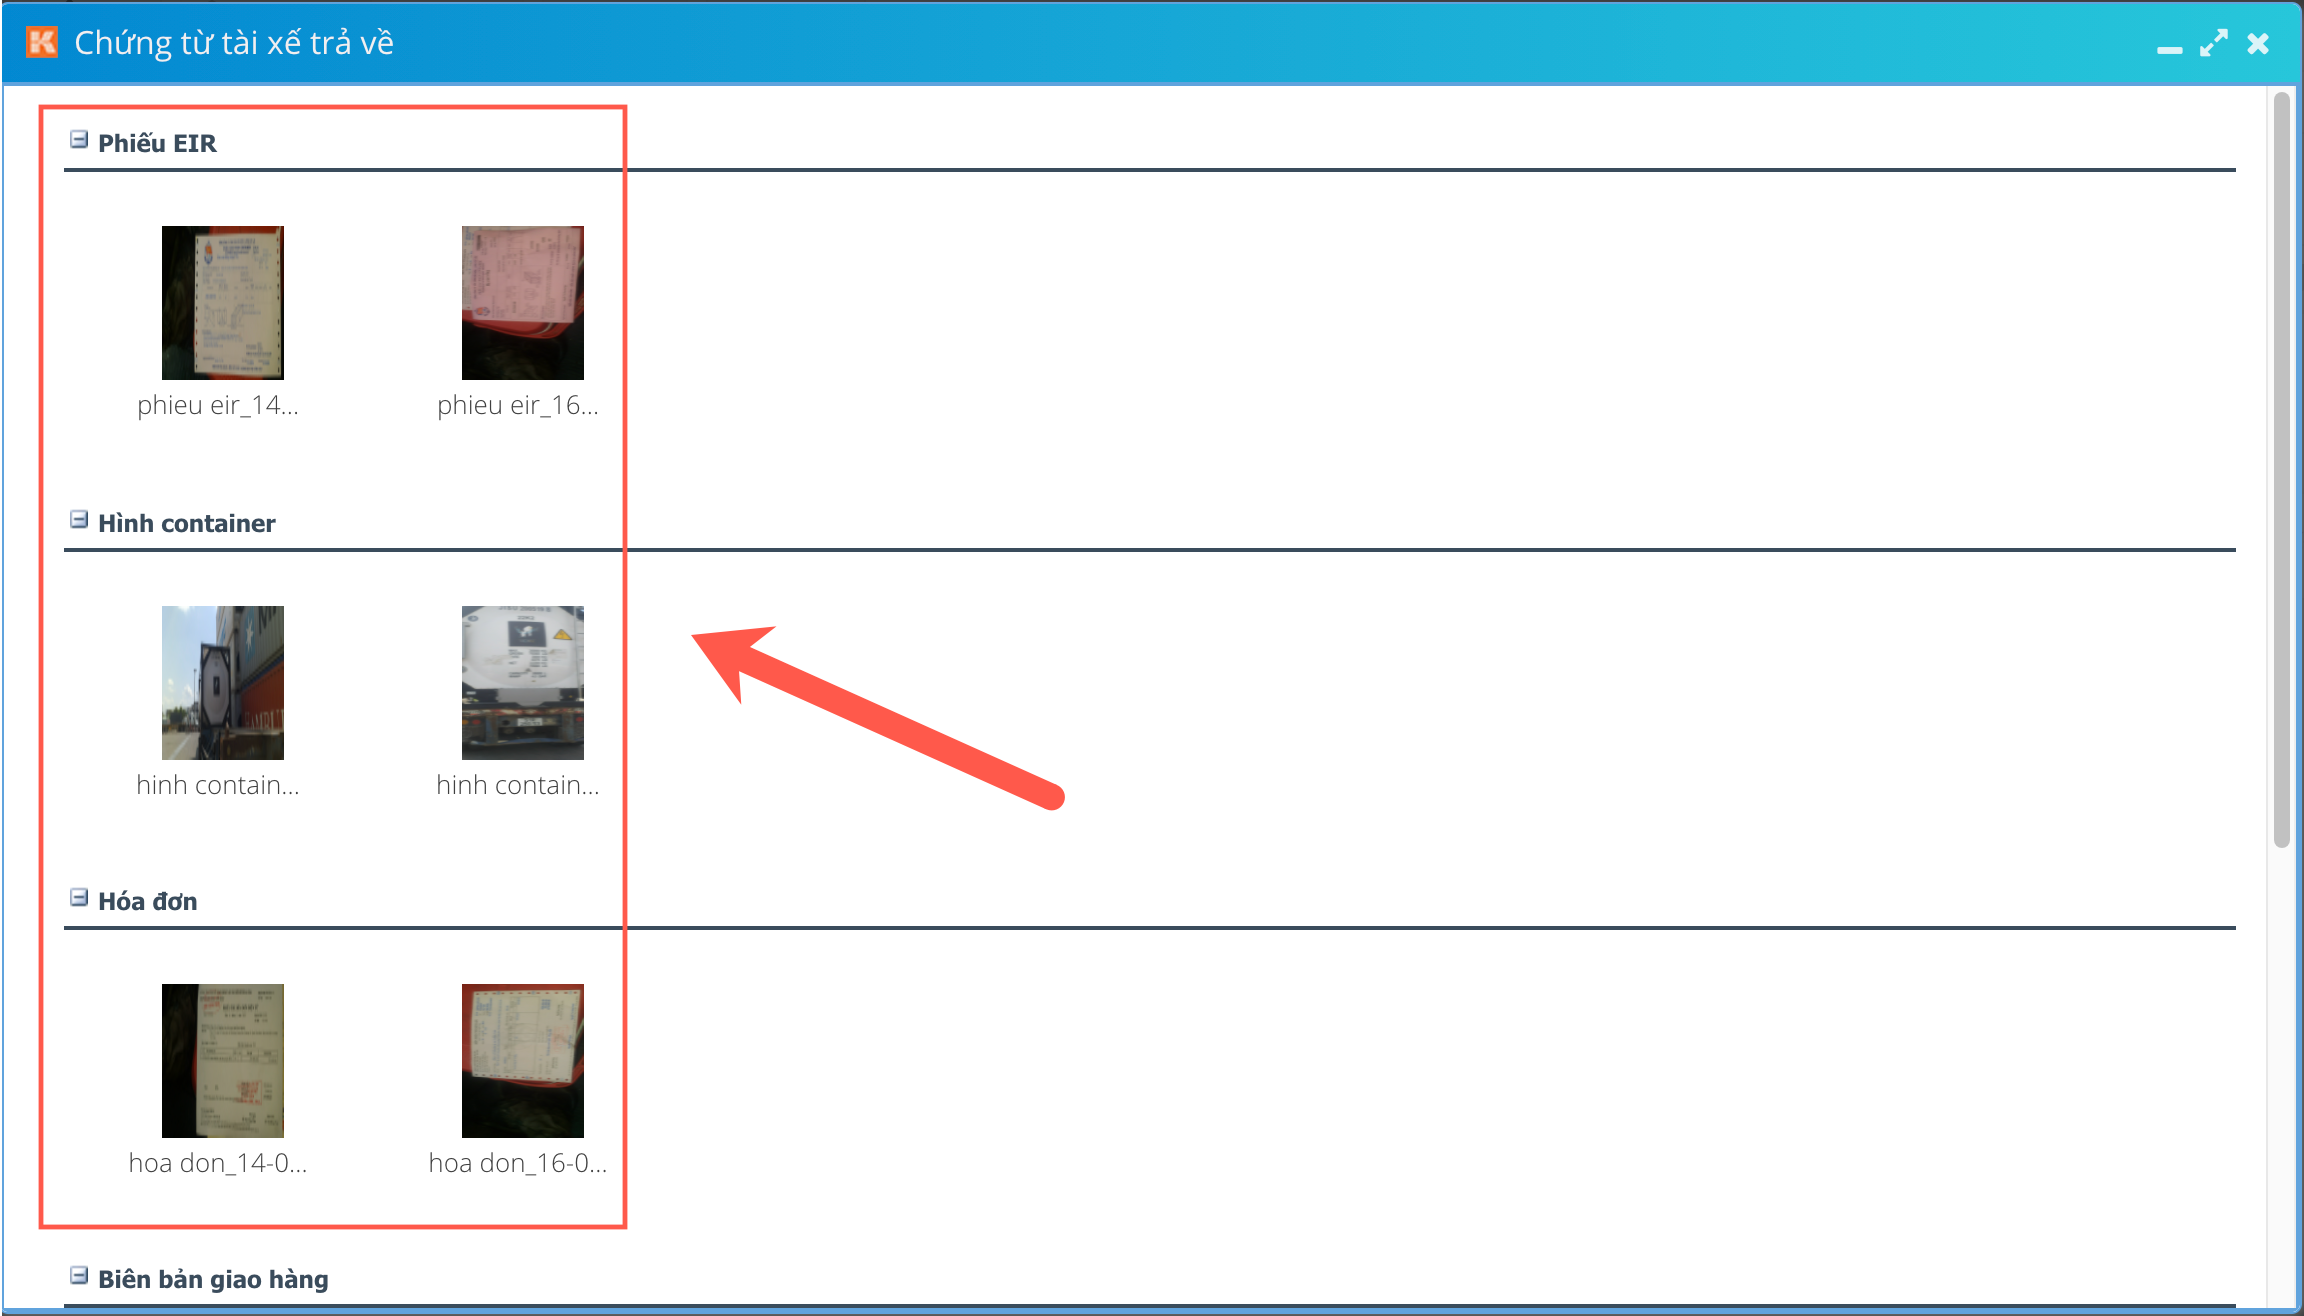 Chứng từ tài xế trả về
Phiếu EIR
phieu eir_14...
phieu eir_16...
Hình container
hinh contain...
hinh contain...
Hóa đơn
hoa don_14-0...
hoa don_16-0...
Biên bản giao hàng